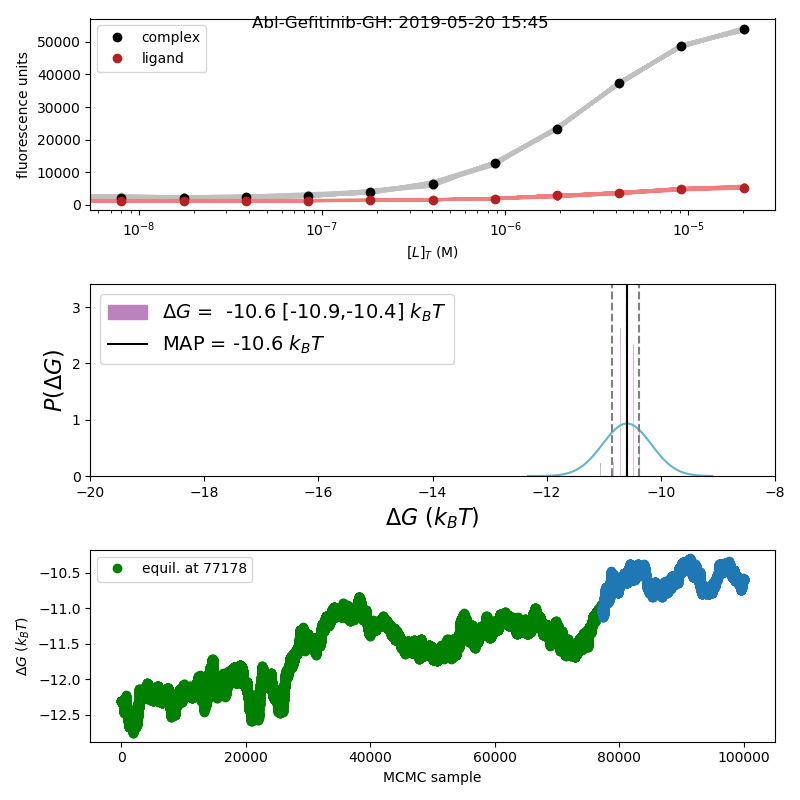 Abl-Gefitinib-GH: 2019-05-20 15:45
complex
ligand
fluorescence units
50000
40000
30000
20000
10000
0
10⁻⁸
10⁻⁷
10⁻⁶
10⁻⁵
[L]_T (M)
ΔG = -10.6 [-10.9,-10.4] k_BT
MAP = -10.6 k_BT
P(ΔG)
3
2
1
0
−20
−18
−16
−14
−12
−10
−8
ΔG (k_BT)
equil. at 77178
ΔG (k_BT)
−10.5
−11.0
−11.5
−12.0
−12.5
0
20000
40000
60000
80000
100000
MCMC sample